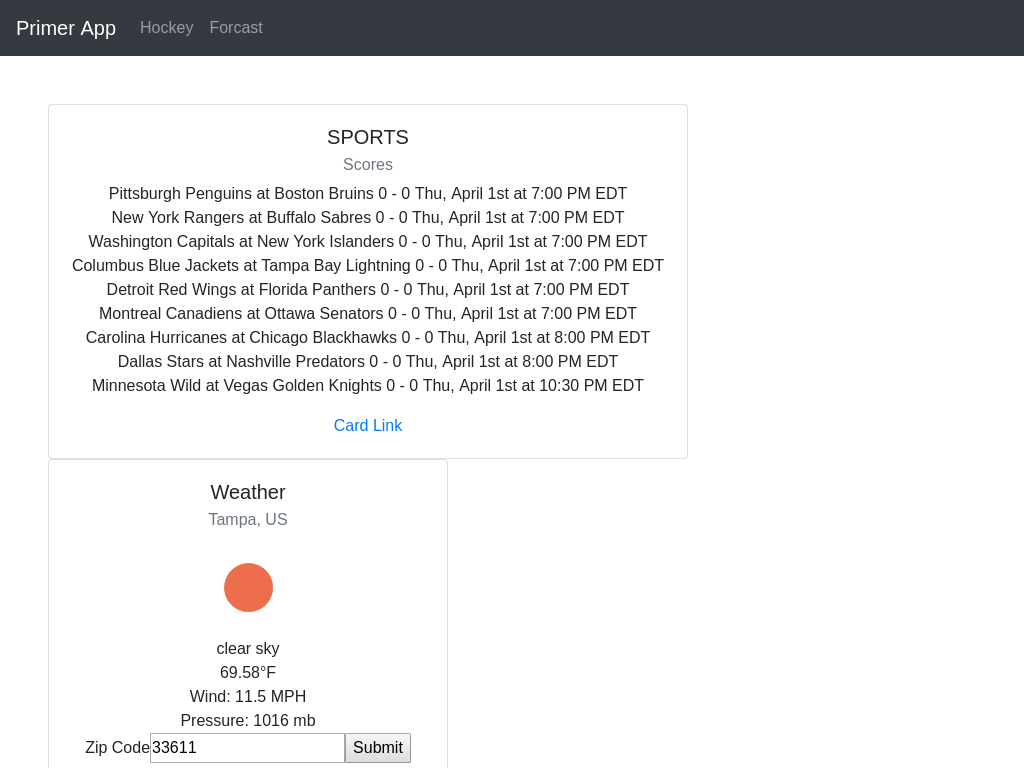 Primer App Hockey Forcast
SPORTS
Scores
Pittsburgh Penguins at Boston Bruins 0 - 0 Thu, April 1st at 7:00 PM EDT
New York Rangers at Buffalo Sabres 0 - 0 Thu, April 1st at 7:00 PM EDT
Washington Capitals at New York Islanders 0 - 0 Thu, April 1st at 7:00 PM EDT
Columbus Blue Jackets at Tampa Bay Lightning 0 - 0 Thu, April 1st at 7:00 PM EDT
Detroit Red Wings at Florida Panthers 0 - 0 Thu, April 1st at 7:00 PM EDT
Montreal Canadiens at Ottawa Senators 0 - 0 Thu, April 1st at 7:00 PM EDT
Carolina Hurricanes at Chicago Blackhawks 0 - 0 Thu, April 1st at 8:00 PM EDT
Dallas Stars at Nashville Predators 0 - 0 Thu, April 1st at 8:00 PM EDT
Minnesota Wild at Vegas Golden Knights 0 - 0 Thu, April 1st at 10:30 PM EDT
Card Link
Weather
Tampa, US
clear sky
69.58°F
Wind: 11.5 MPH
Pressure: 1016 mb
Zip Code 33611 Submit